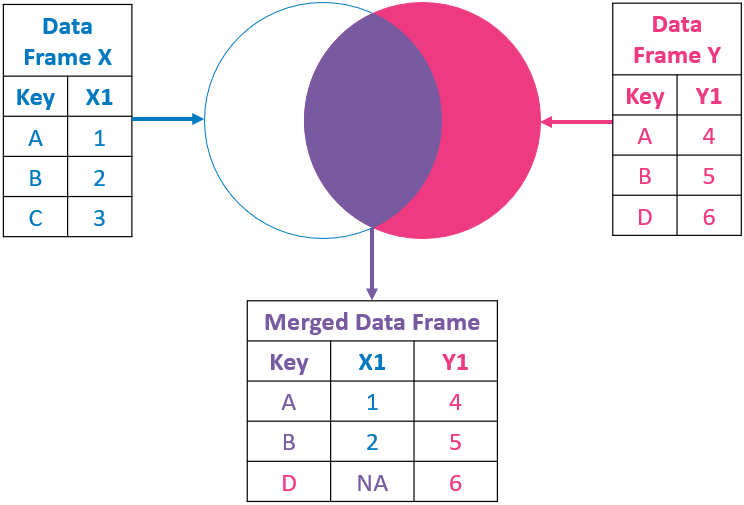 Data
Frame X
Key X1
A 1
B 2
C 3
Data
Frame Y
Key Y1
A 4
B 5
D 6
Merged Data Frame
Key X1 Y1
A 1 4
B 2 5
D NA 6